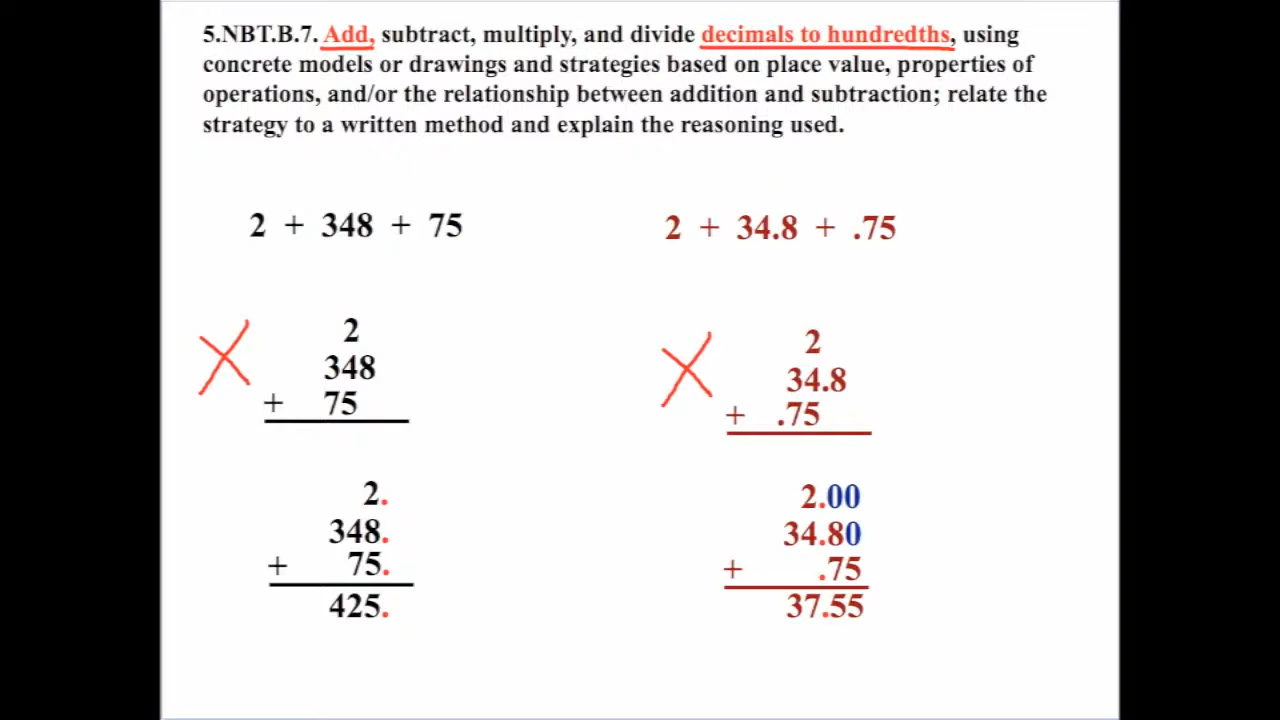 5.NBT.B.7. Add, subtract, multiply, and divide decimals to hundredths, using
concrete models or drawings and strategies based on place value, properties of
operations, and/or the relationship between addition and subtraction; relate the
strategy to a written method and explain the reasoning used.
2 + 348 + 75
2
348
+ 75
2.
348.
+ 75.
425.
2 + 34.8 + .75
2
34.8
+ .75
2.00
34.80
+ .75
37.55